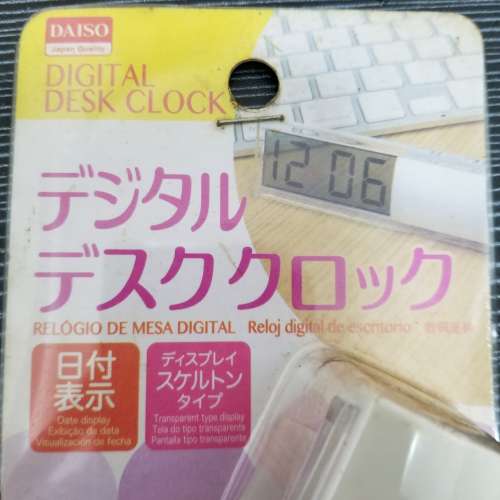 DAISO
Japan Quality
DIGITAL
DESK CLOCK
12 06
デジタル
デスククロック
RELÓGIO DE MESA DIGITAL Reloj digital de escritorio
日付
表示
Date display
Exibição da data
Visualización de fecha
ディスプレイ
スケルトン
タイプ
Transparent type display
Tela do tipo transparente
Pantalla tipo transparente